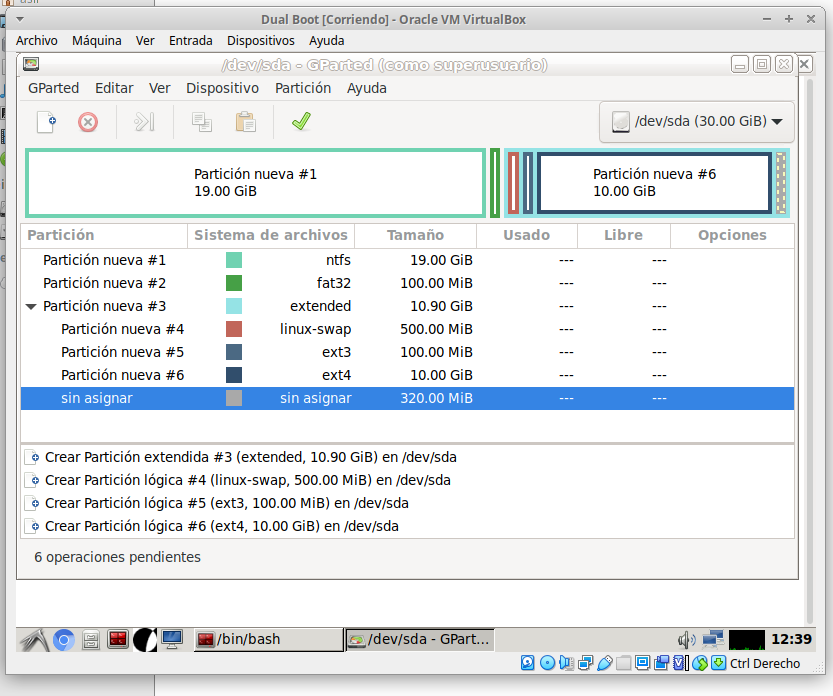 Dual Boot [Corriendo] - Oracle VM VirtualBox
Archivo Máquina Ver Entrada Dispositivos Ayuda
/dev/sda - GParted (como superusuario)
GParted Editar Ver Dispositivo Partición Ayuda
/dev/sda (30.00 GiB)
Partición nueva #1
19.00 GiB
Partición nueva #6
10.00 GiB
Partición Sistema de archivos Tamaño Usado Libre Opciones
Partición nueva #1 ntfs 19.00 GiB --- ---
Partición nueva #2 fat32 100.00 MiB --- ---
Partición nueva #3 extended 10.90 GiB --- ---
Partición nueva #4 linux-swap 500.00 MiB --- ---
Partición nueva #5 ext3 100.00 MiB --- ---
Partición nueva #6 ext4 10.00 GiB --- ---
sin asignar sin asignar 320.00 MiB --- ---
Crear Partición extendida #3 (extended, 10.90 GiB) en /dev/sda
Crear Partición lógica #4 (linux-swap, 500.00 MiB) en /dev/sda
Crear Partición lógica #5 (ext3, 100.00 MiB) en /dev/sda
Crear Partición lógica #6 (ext4, 10.00 GiB) en /dev/sda
6 operaciones pendientes
/bin/bash /dev/sda - GPart... 12:39
Ctrl Derecho